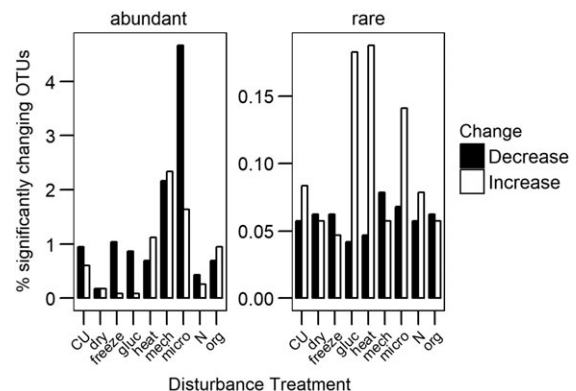 abundant
rare
% significantly changing OTUs
4
3
2
1
0
0.15
0.10
0.05
0.00
CU
dry
freeze
gluc
heat
mech
micro
N
org
CU
dry
freeze
gluc
heat
mech
micro
N
org
Disturbance Treatment
Change
Decrease
Increase